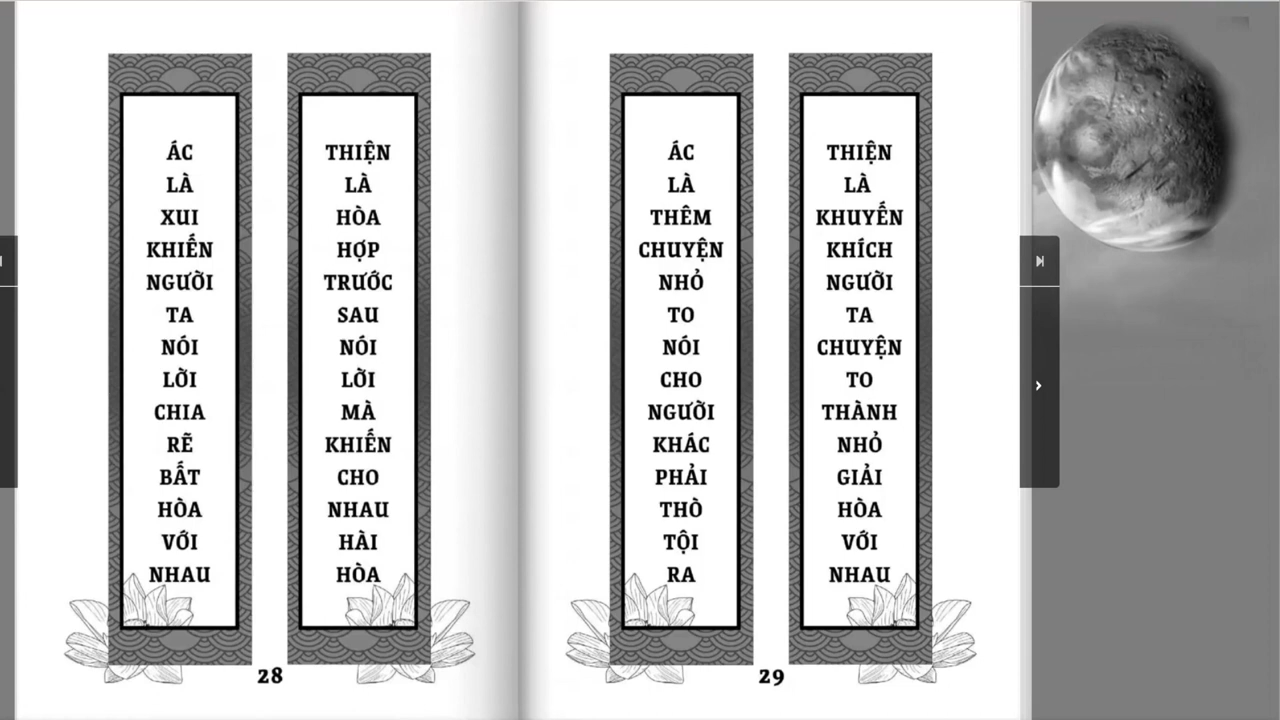 ÁC
LÀ
XUI
KHIẾN
NGƯỜI
TA
NÓI
LỜI
CHIA
RẼ
BẤT
HÒA
VỚI
NHAU
THIỆN
LÀ
HÒA
HỢP
TRƯỚC
SAU
NÓI
LỜI
MÀ
KHIẾN
CHO
NHAU
HÀI
HÒA
28
ÁC
LÀ
THÊM
CHUYỆN
NHỎ
TO
NÓI
CHO
NGƯỜI
KHÁC
PHẢI
THÒ
TỘI
RA
THIỆN
LÀ
KHUYẾN
KHÍCH
NGƯỜI
TA
CHUYỆN
TO
THÀNH
NHỎ
GIẢI
HÒA
VỚI
NHAU
29